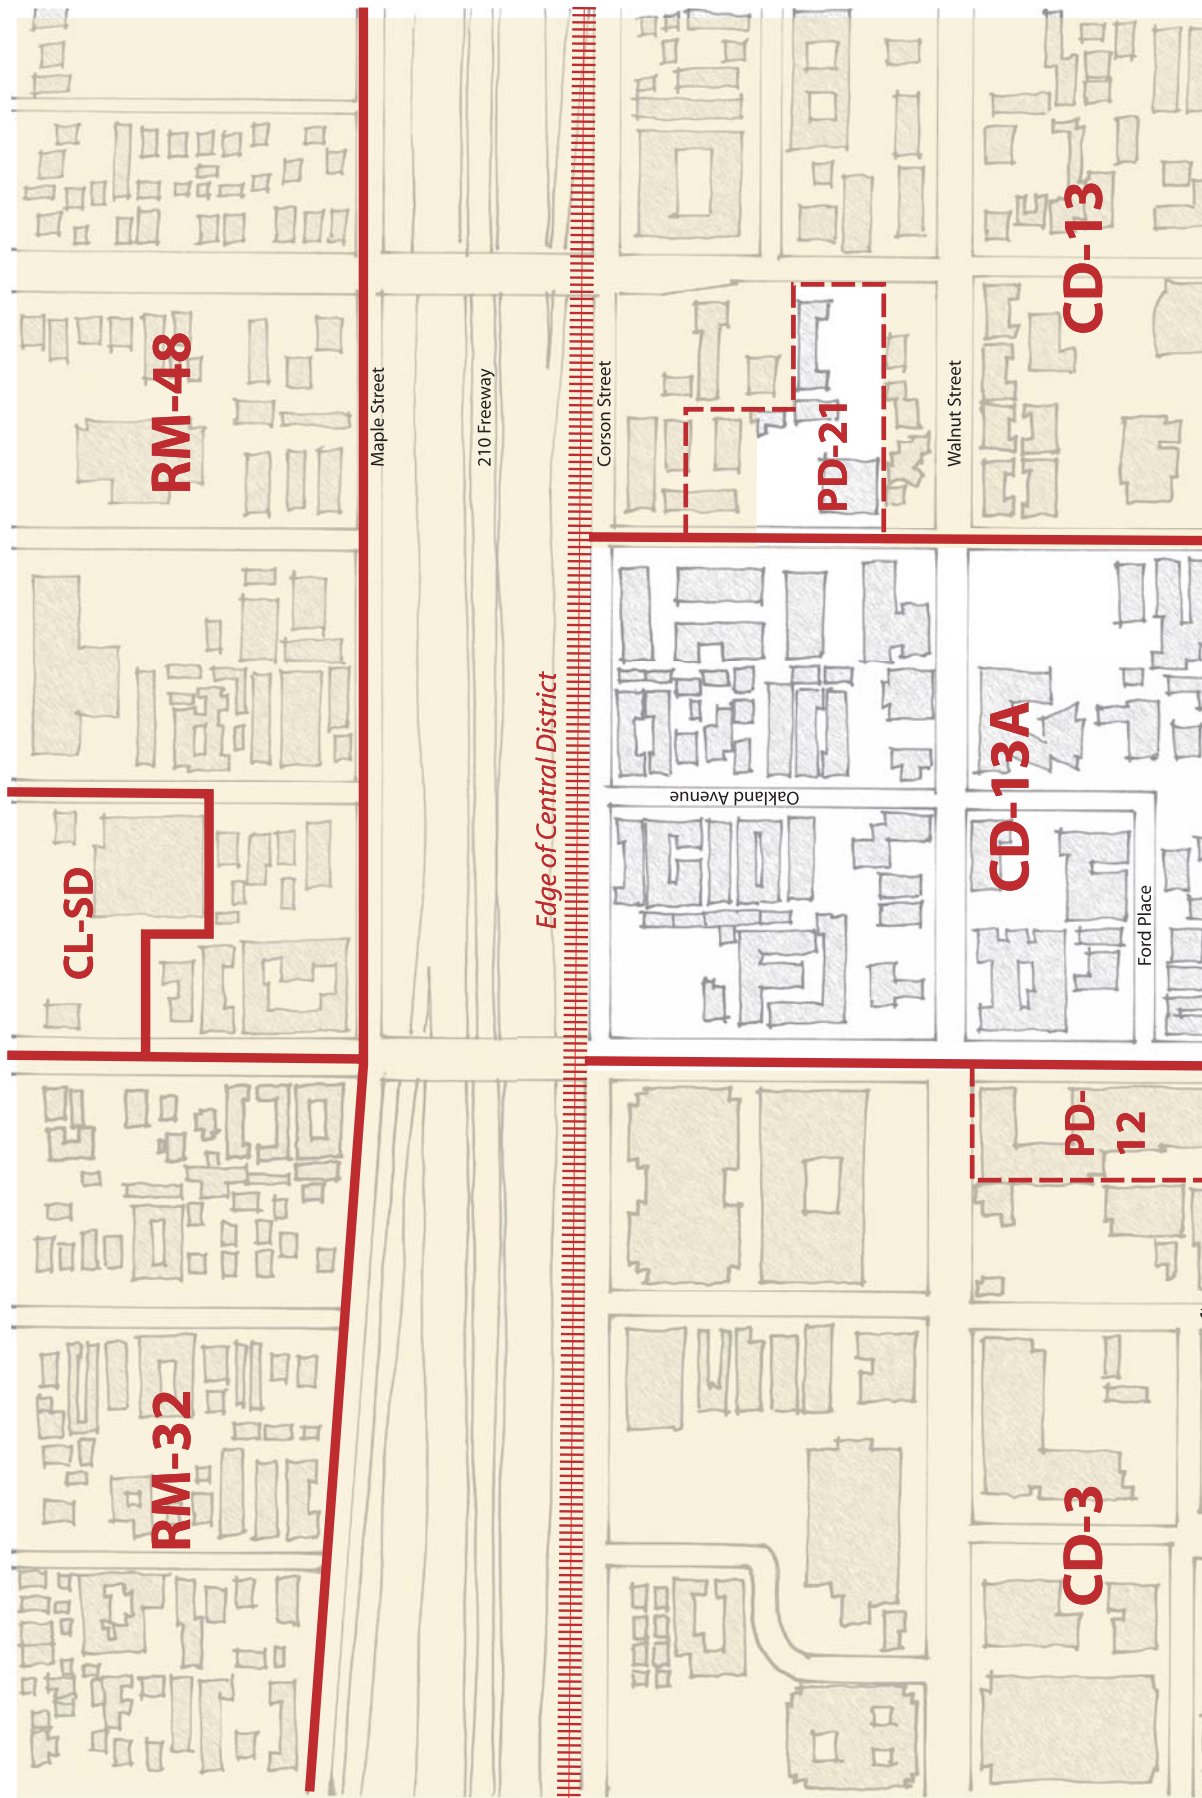 RM-32
CL-SD
RM-48
Maple Street
210 Freeway
Edge of Central District
Corson Street
PD-21
Oakland Avenue
Walnut Street
CD-3
PD-
12
CD-13A
Ford Place
CD-13